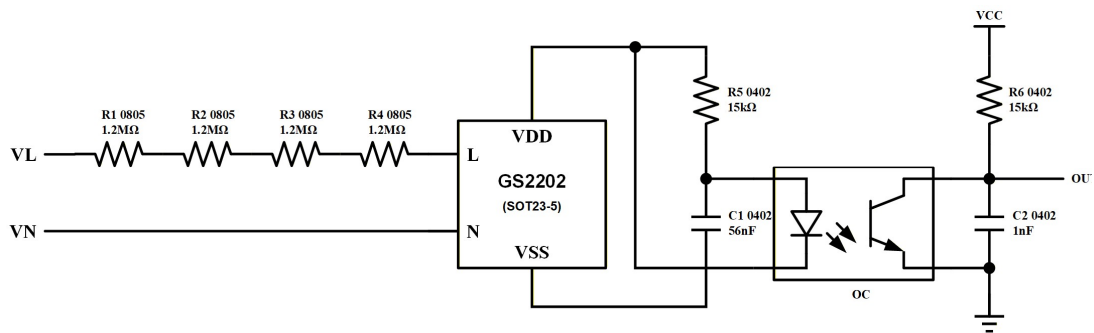 VCC
R5 0402
15kΩ
R6 0402
15kΩ
R1 0805
1.2MΩ
R2 0805
1.2MΩ
R3 0805
1.2MΩ
R4 0805
1.2MΩ
VDD
VL
L
GS2202
(SOT23-5)
OU
C1 0402
56nF
C2 0402
1nF
VN
N
VSS
OC